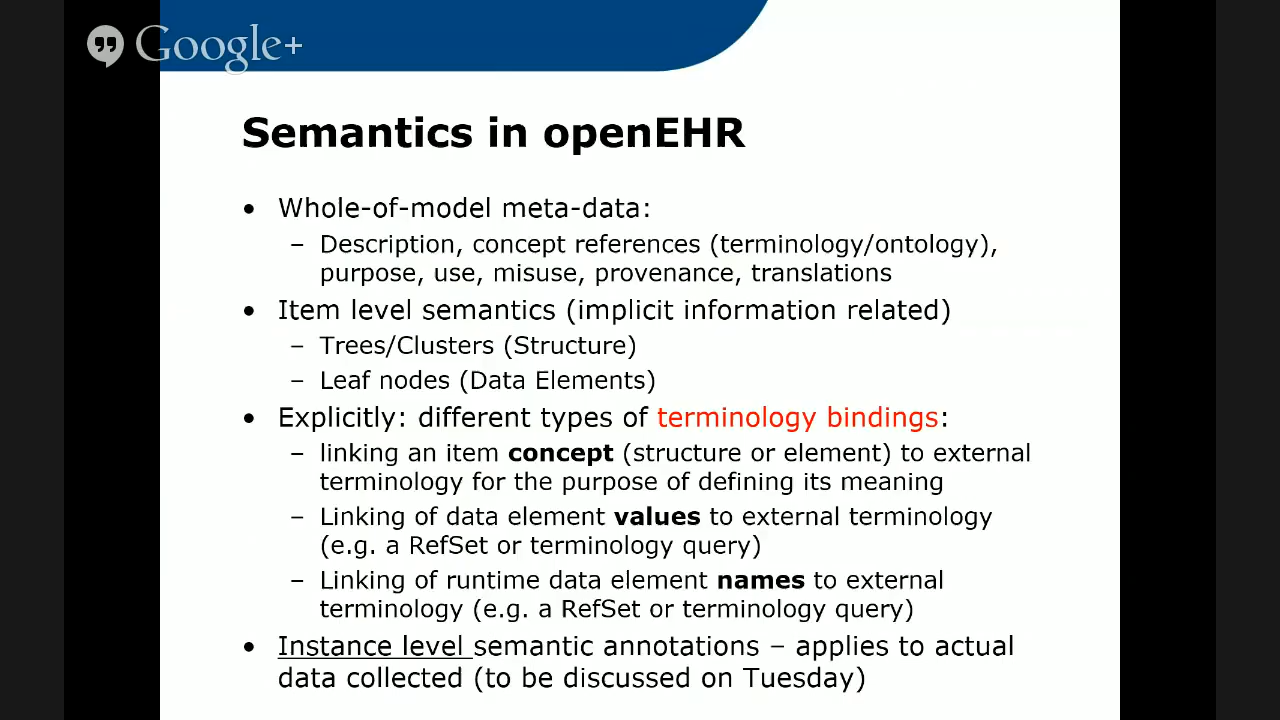 Google+
Semantics in openEHR
• Whole-of-model meta-data:
– Description, concept references (terminology/ontology),
purpose, use, misuse, provenance, translations
• Item level semantics (implicit information related)
– Trees/Clusters (Structure)
– Leaf nodes (Data Elements)
• Explicitly: different types of terminology bindings:
– linking an item concept (structure or element) to external
terminology for the purpose of defining its meaning
– Linking of data element values to external terminology
(e.g. a RefSet or terminology query)
– Linking of runtime data element names to external
terminology (e.g. a RefSet or terminology query)
• Instance level semantic annotations – applies to actual
data collected (to be discussed on Tuesday)